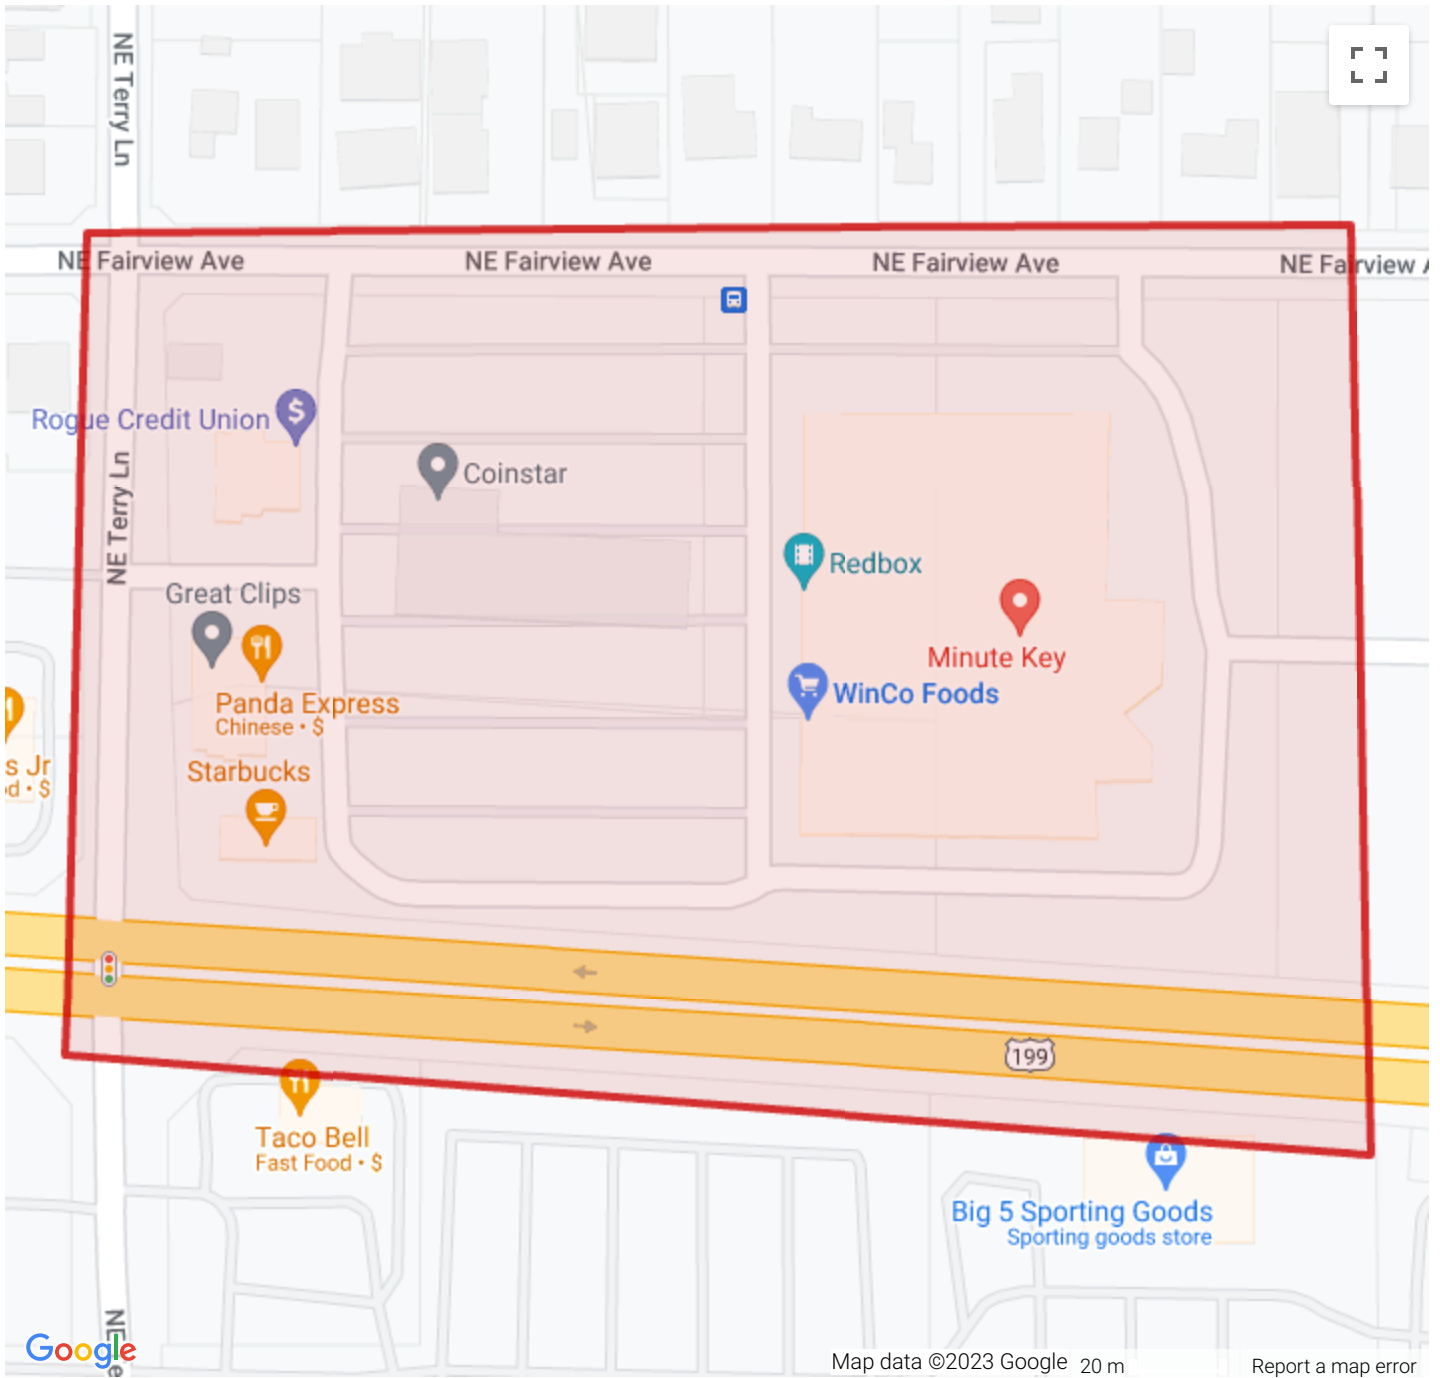 NE Terry Ln
NE Fairview Ave
NE Fairview Ave
NE Fairview Ave
NE Fairview A
Rogue Credit Union
Coinstar
NE Terry Ln
Redbox
Great Clips
Minute Key
WinCo Foods
Panda Express
Chinese • $
s Jr
d • $
Starbucks
199
Taco Bell
Fast Food • $
Big 5 Sporting Goods
Sporting goods store
NE
Google
Map data ©2023 Google
20 m
Report a map error